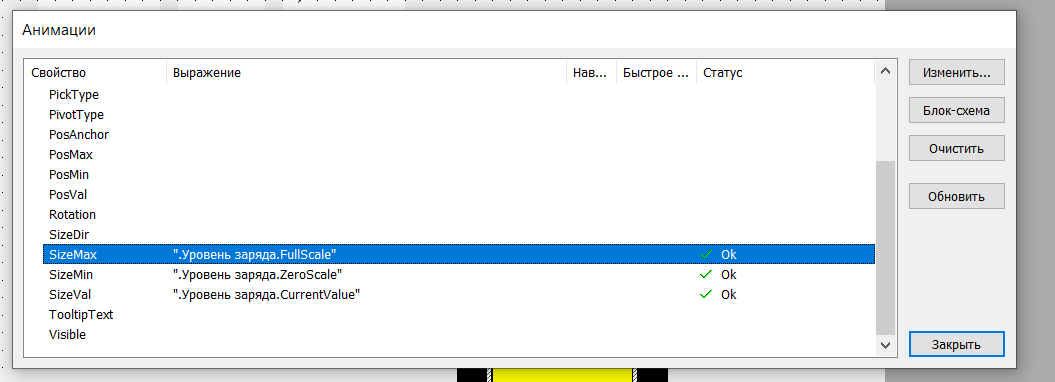 Анимации
Свойство Выражение Нав... Быстрое ... Статус
PickType
PivotType
PosAnchor
PosMax
PosMin
PosVal
Rotation
SizeDir
SizeMax ".Уровень заряда.FullScale" Ok
SizeMin ".Уровень заряда.ZeroScale" Ok
SizeVal ".Уровень заряда.CurrentValue" Ok
TooltipText
Visible
Изменить...
Блок-схема
Очистить
Обновить
Закрыть